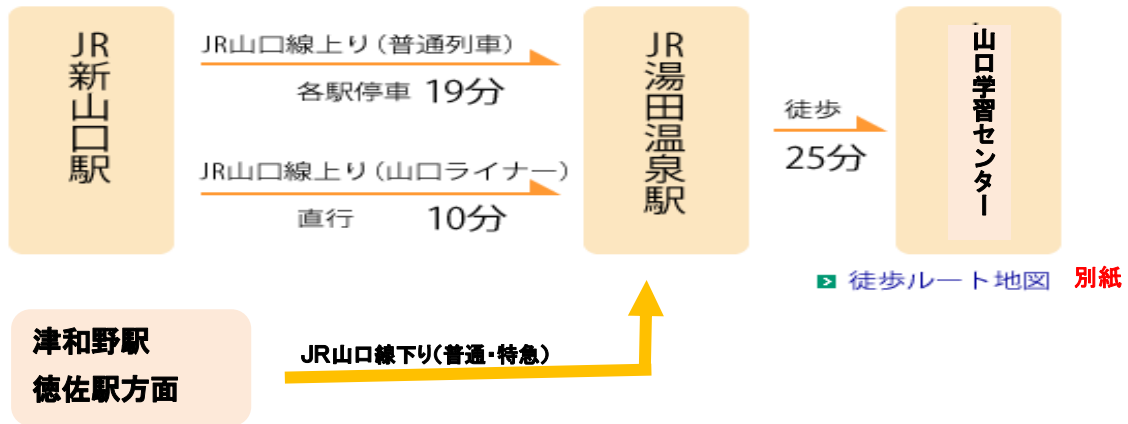 JR新山口駅
JR山口線上り(普通列車)
各駅停車 19分
JR山口線上り(山口ライナー)
直行 10分
JR湯田温泉駅
徒歩
25分
山口学習センター
徒歩ルート地図 別紙
津和野駅
徳佐駅方面
JR山口線下り(普通・特急)